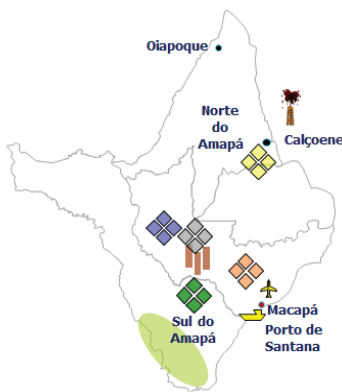 Oiapoque
Norte
do
Amapá
Calçoene
Macapá
Sul do
Amapá
Porto de
Santana